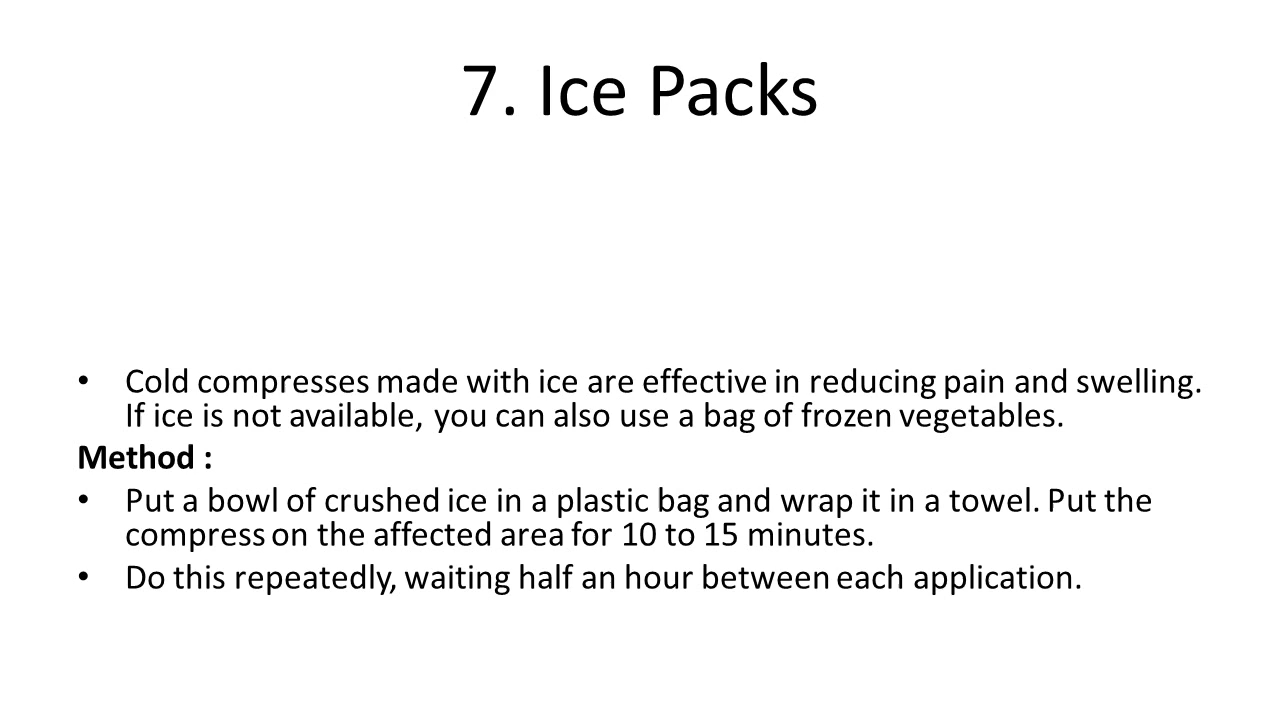 7. Ice Packs
• Cold compresses made with ice are effective in reducing pain and swelling.
If ice is not available, you can also use a bag of frozen vegetables.
Method :
• Put a bowl of crushed ice in a plastic bag and wrap it in a towel. Put the
compress on the affected area for 10 to 15 minutes.
• Do this repeatedly, waiting half an hour between each application.